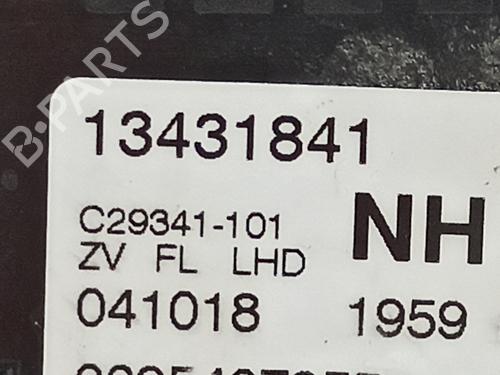 B-PARTS
13431841
C29341-101
NH
ZV FL LHD
041018
1959